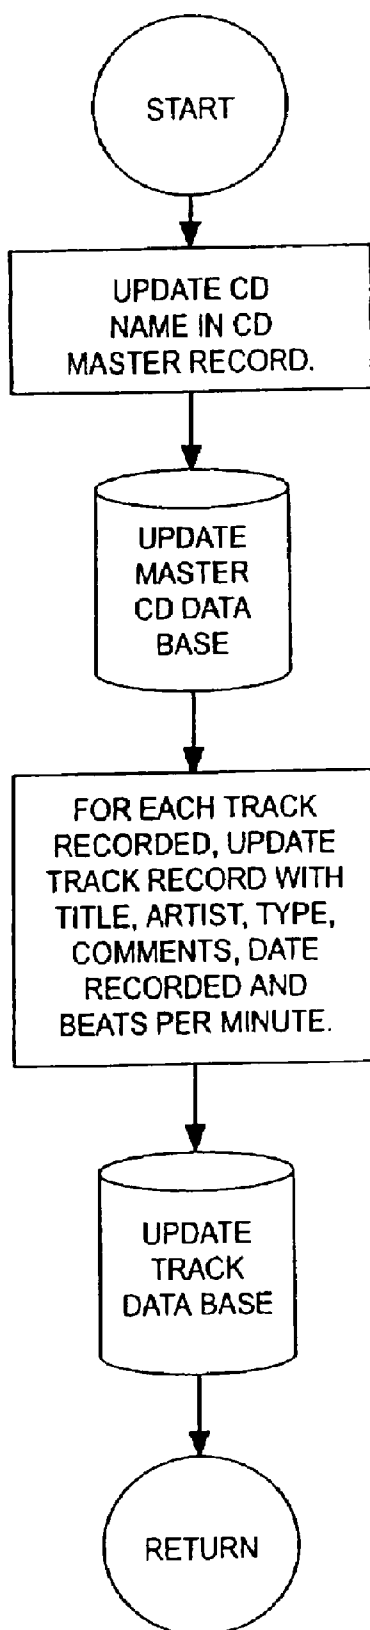 START
UPDATE CD
NAME IN CD
MASTER RECORD.
UPDATE
MASTER
CD DATA
BASE
FOR EACH TRACK
RECORDED, UPDATE
TRACK RECORD WITH
TITLE, ARTIST, TYPE,
COMMENTS, DATE
RECORDED AND
BEATS PER MINUTE.
UPDATE
TRACK
DATA BASE
RETURN